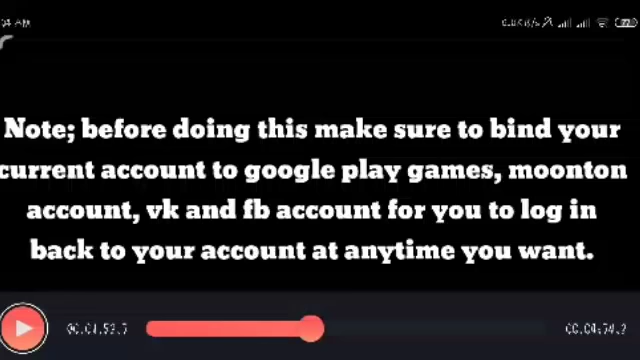 Note; before doing this make sure to bind your
current account to google play games, moonton
account, vk and fb account for you to log in
back to your account at anytime you want.